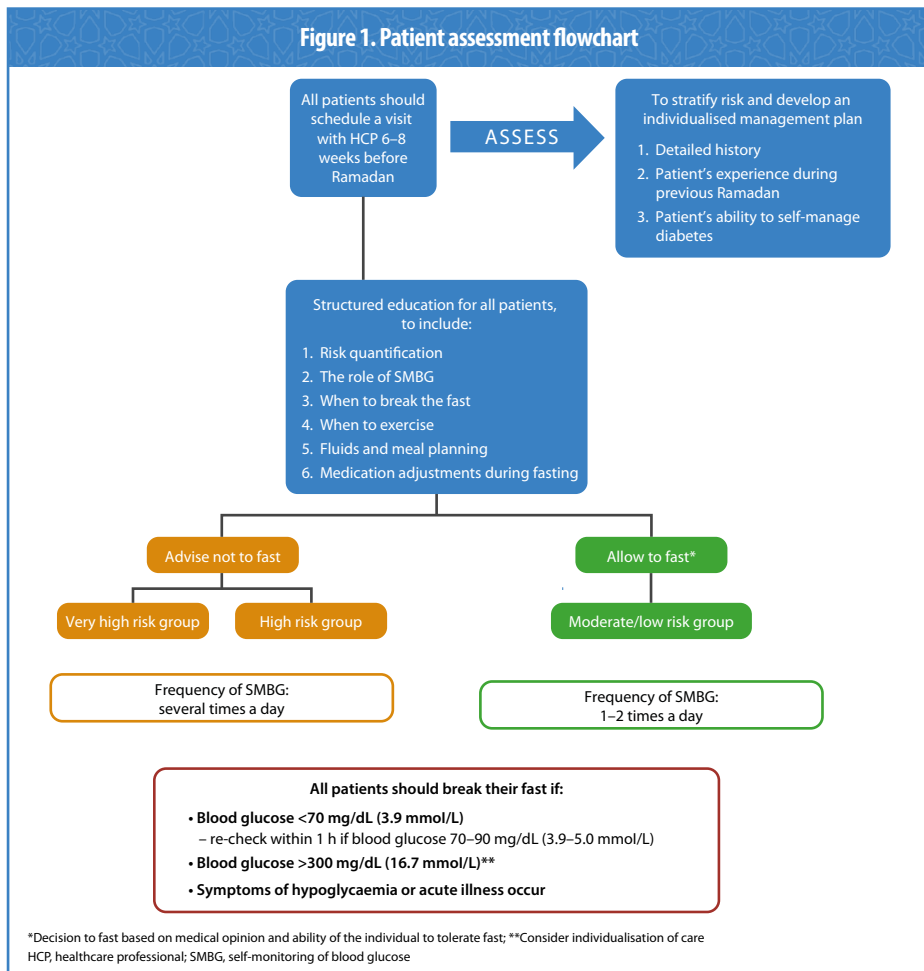 Figure 1. Patient assessment flowchart
All patients should
schedule a visit
with HCP 6–8
weeks before
Ramadan
ASSESS
To stratify risk and develop an
individualised management plan
1. Detailed history
2. Patient's experience during
previous Ramadan
3. Patient's ability to self-manage
diabetes
Structured education for all patients,
to include:
1. Risk quantification
2. The role of SMBG
3. When to break the fast
4. When to exercise
5. Fluids and meal planning
6. Medication adjustments during fasting
Advise not to fast
Allow to fast*
Very high risk group
High risk group
Moderate/low risk group
Frequency of SMBG:
several times a day
Frequency of SMBG:
1–2 times a day
All patients should break their fast if:
• Blood glucose <70 mg/dL (3.9 mmol/L)
– re-check within 1 h if blood glucose 70–90 mg/dL (3.9–5.0 mmol/L)
• Blood glucose >300 mg/dL (16.7 mmol/L)**
• Symptoms of hypoglycaemia or acute illness occur
*Decision to fast based on medical opinion and ability of the individual to tolerate fast; **Consider individualisation of care
HCP, healthcare professional; SMBG, self-monitoring of blood glucose